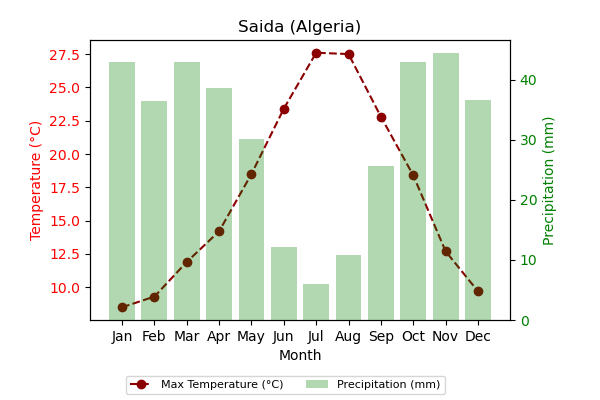 Saida (Algeria)
27.5
25.0
22.5
20.0
17.5
15.0
12.5
10.0
Temperature (°C)
40
30
20
10
0
Precipitation (mm)
Jan Feb Mar Apr May Jun Jul Aug Sep Oct Nov Dec
Month
Max Temperature (°C) Precipitation (mm)